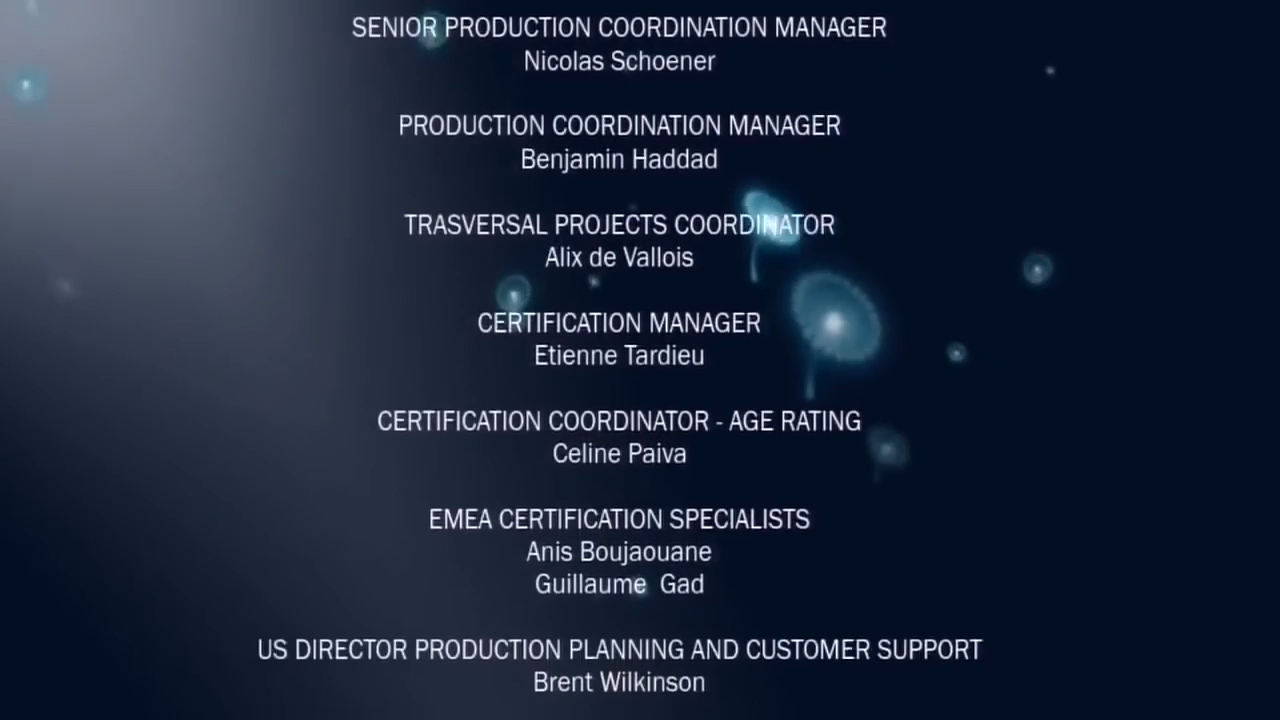 SENIOR PRODUCTION COORDINATION MANAGER
Nicolas Schoener
PRODUCTION COORDINATION MANAGER
Benjamin Haddad
TRASVERSAL PROJECTS COORDINATOR
Alix de Vallois
CERTIFICATION MANAGER
Etienne Tardieu
CERTIFICATION COORDINATOR - AGE RATING
Celine Paiva
EMEA CERTIFICATION SPECIALISTS
Anis Boujaouane
Guillaume  Gad
US DIRECTOR PRODUCTION PLANNING AND CUSTOMER SUPPORT
Brent Wilkinson